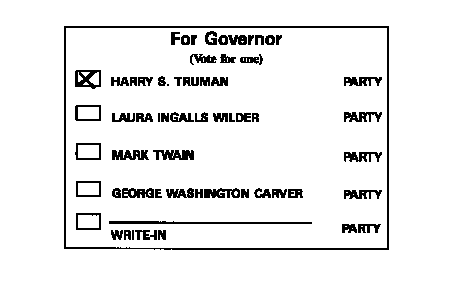 For Governor
(Vote for one)
HARRY S. TRUMAN PARTY
LAURA INGALLS WILDER PARTY
MARK TWAIN PARTY
GEORGE WASHINGTON CARVER PARTY
WRITE-IN PARTY